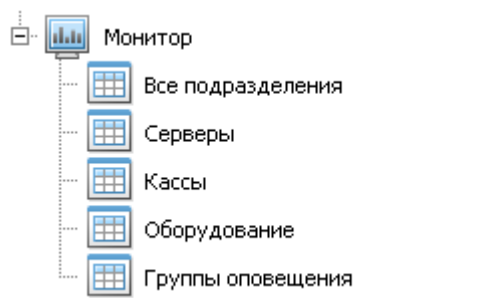 Монитор
Все подразделения
Серверы
Кассы
Оборудование
Группы оповещения